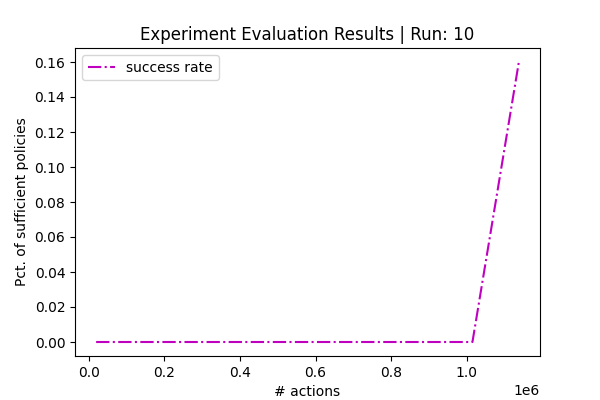 Experiment Evaluation Results | Run: 10
success rate
Pct. of sufficient policies
0.16
0.14
0.12
0.10
0.08
0.06
0.04
0.02
0.00
0.0 0.2 0.4 0.6 0.8 1.0
1e6
# actions